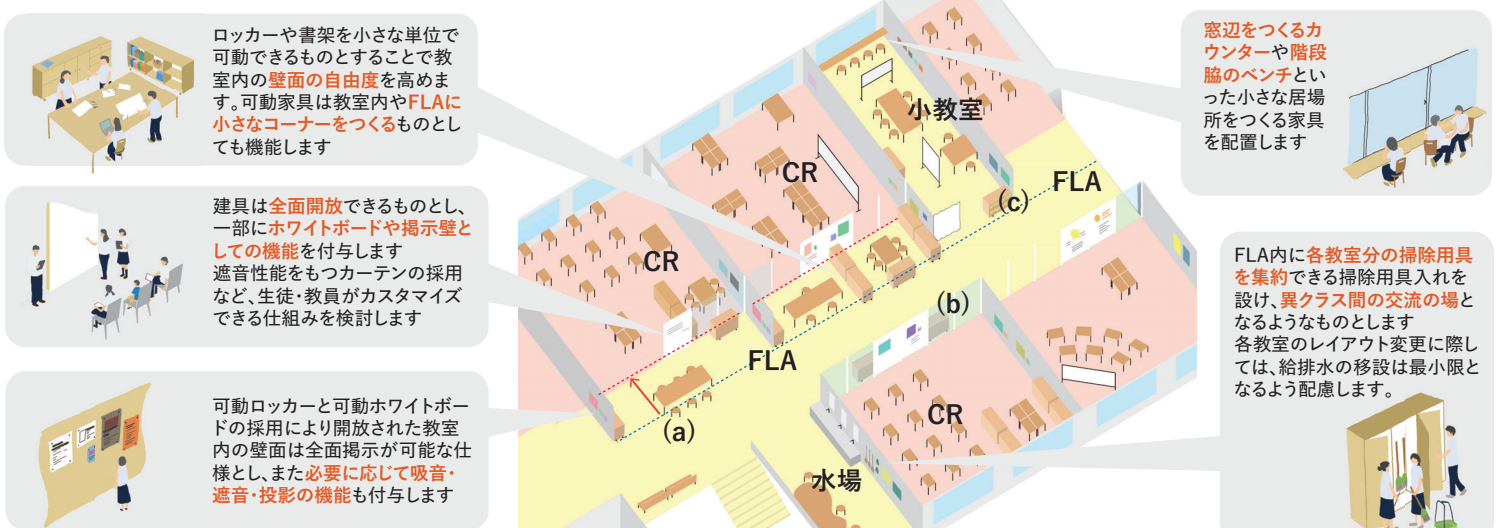 ロッカーや書架を小さな単位で
可動できるものとすることで教
室内の壁面の自由度を高めま
す。可動家具は教室内やFLAに
小さなコーナーをつくるものとし
ても機能します
建具は全面開放できるものとし、
一部にホワイトボードや掲示壁と
しての機能を付与します
遮音性能をもつカーテンの採用
など、生徒・教員がカスタマイズ
できる仕組みを検討します
可動ロッカーと可動ホワイトボー
ドの採用により開放された教室
内の壁面は全面掲示が可能な仕
様とし、また必要に応じて吸音・
遮音・投影の機能も付与します
小教室
CR
FLA
(c)
CR
(b)
FLA
CR
(a)
水場
窓辺をつくるカ
ウンターや階段
脇のベンチとい
った小さな居場
所をつくる家具
を配置します
FLA内に各教室分の掃除用具
を集約できる掃除用具入れを
設け、異クラス間の交流の場と
なるようなものとします
各教室のレイアウト変更に際し
ては、給排水の移設は最小限と
なるよう配慮します。